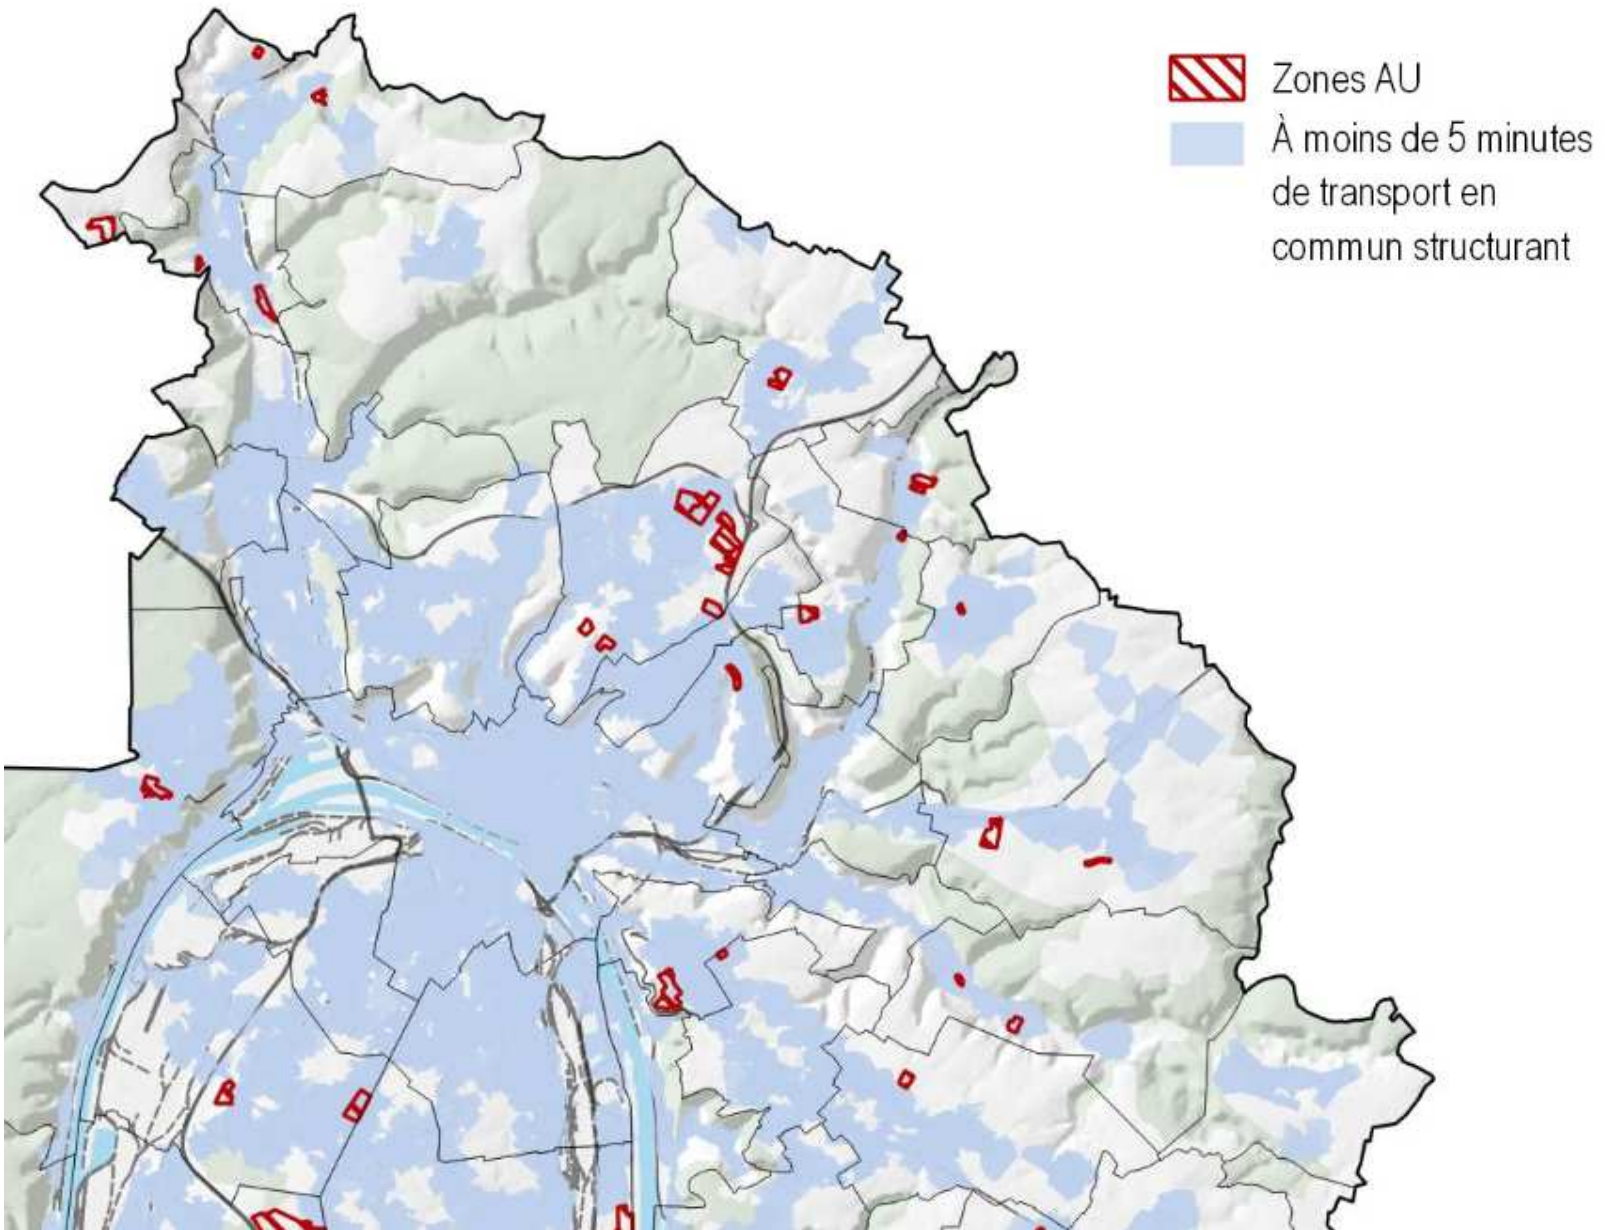 Zones AU
À moins de 5 minutes
de transport en
commun structurant